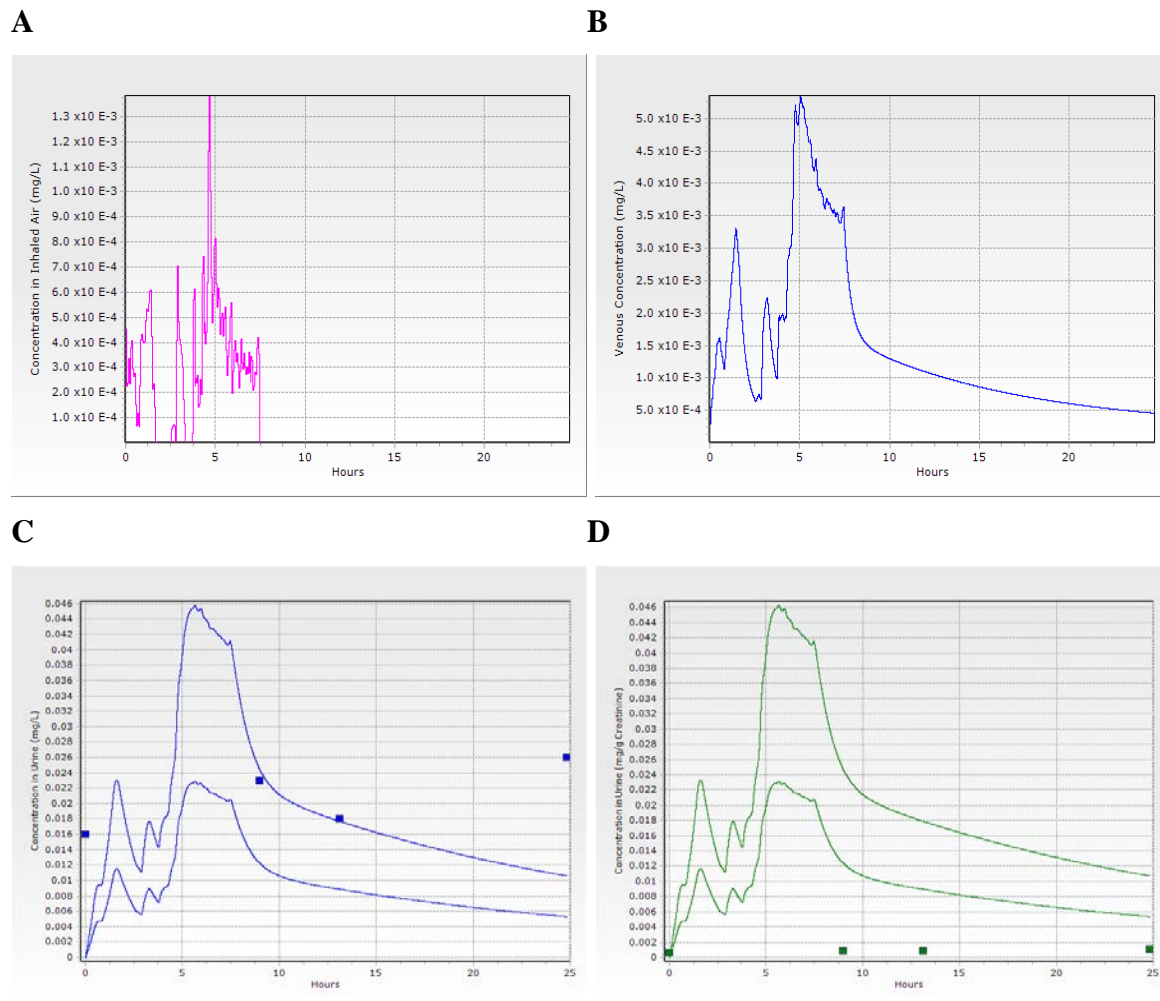 A
B
Concentration in Inhaled Air (mg/L)
1.3 x10 E-3
1.2 x10 E-3
1.1 x10 E-3
1.0 x10 E-3
9.0 x10 E-4
8.0 x10 E-4
7.0 x10 E-4
6.0 x10 E-4
5.0 x10 E-4
4.0 x10 E-4
3.0 x10 E-4
2.0 x10 E-4
1.0 x10 E-4
0 5 10 15 20
Hours
Venous Concentration (mg/L)
5.0 x10 E-3
4.5 x10 E-3
4.0 x10 E-3
3.5 x10 E-3
3.0 x10 E-3
2.5 x10 E-3
2.0 x10 E-3
1.5 x10 E-3
1.0 x10 E-3
5.0 x10 E-4
0 5 10 15 20
Hours
C
D
Concentration in Urine (mg/L)
0.046
0.044
0.042
0.04
0.038
0.036
0.034
0.032
0.03
0.028
0.026
0.024
0.022
0.02
0.018
0.016
0.014
0.012
0.01
0.008
0.006
0.004
0.002
0
0 5 10 15 20 25
Hours
Concentration in Urine (mg/g Creatinine)
0.046
0.044
0.042
0.04
0.038
0.036
0.034
0.032
0.03
0.028
0.026
0.024
0.022
0.02
0.018
0.016
0.014
0.012
0.01
0.008
0.006
0.004
0.002
0
0 5 10 15 20 25
Hours